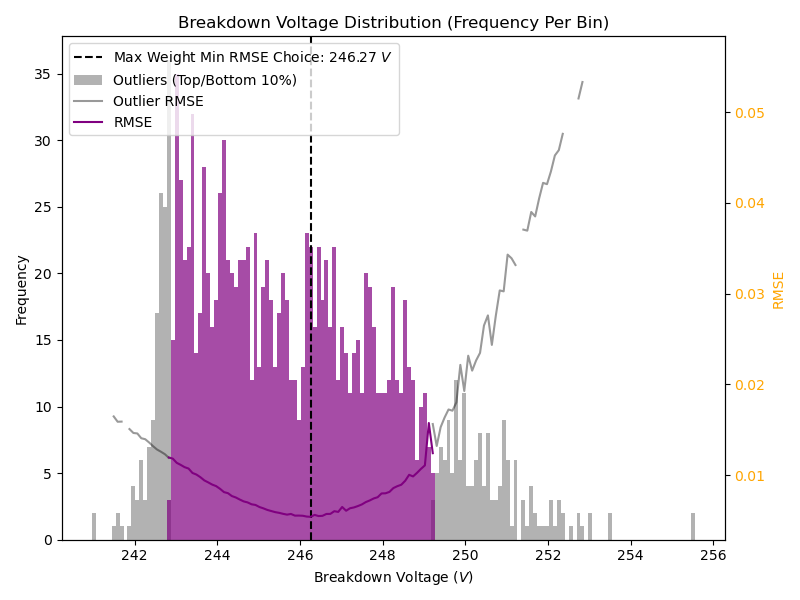 Breakdown Voltage Distribution (Frequency Per Bin)
Max Weight Min RMSE Choice: 246.27 V
Outliers (Top/Bottom 10%)
Outlier RMSE
RMSE
35
30
25
20
15
10
5
0
Frequency
0.05
0.04
0.03
0.02
0.01
RMSE
242 244 246 248 250 252 254 256
Breakdown Voltage (V)